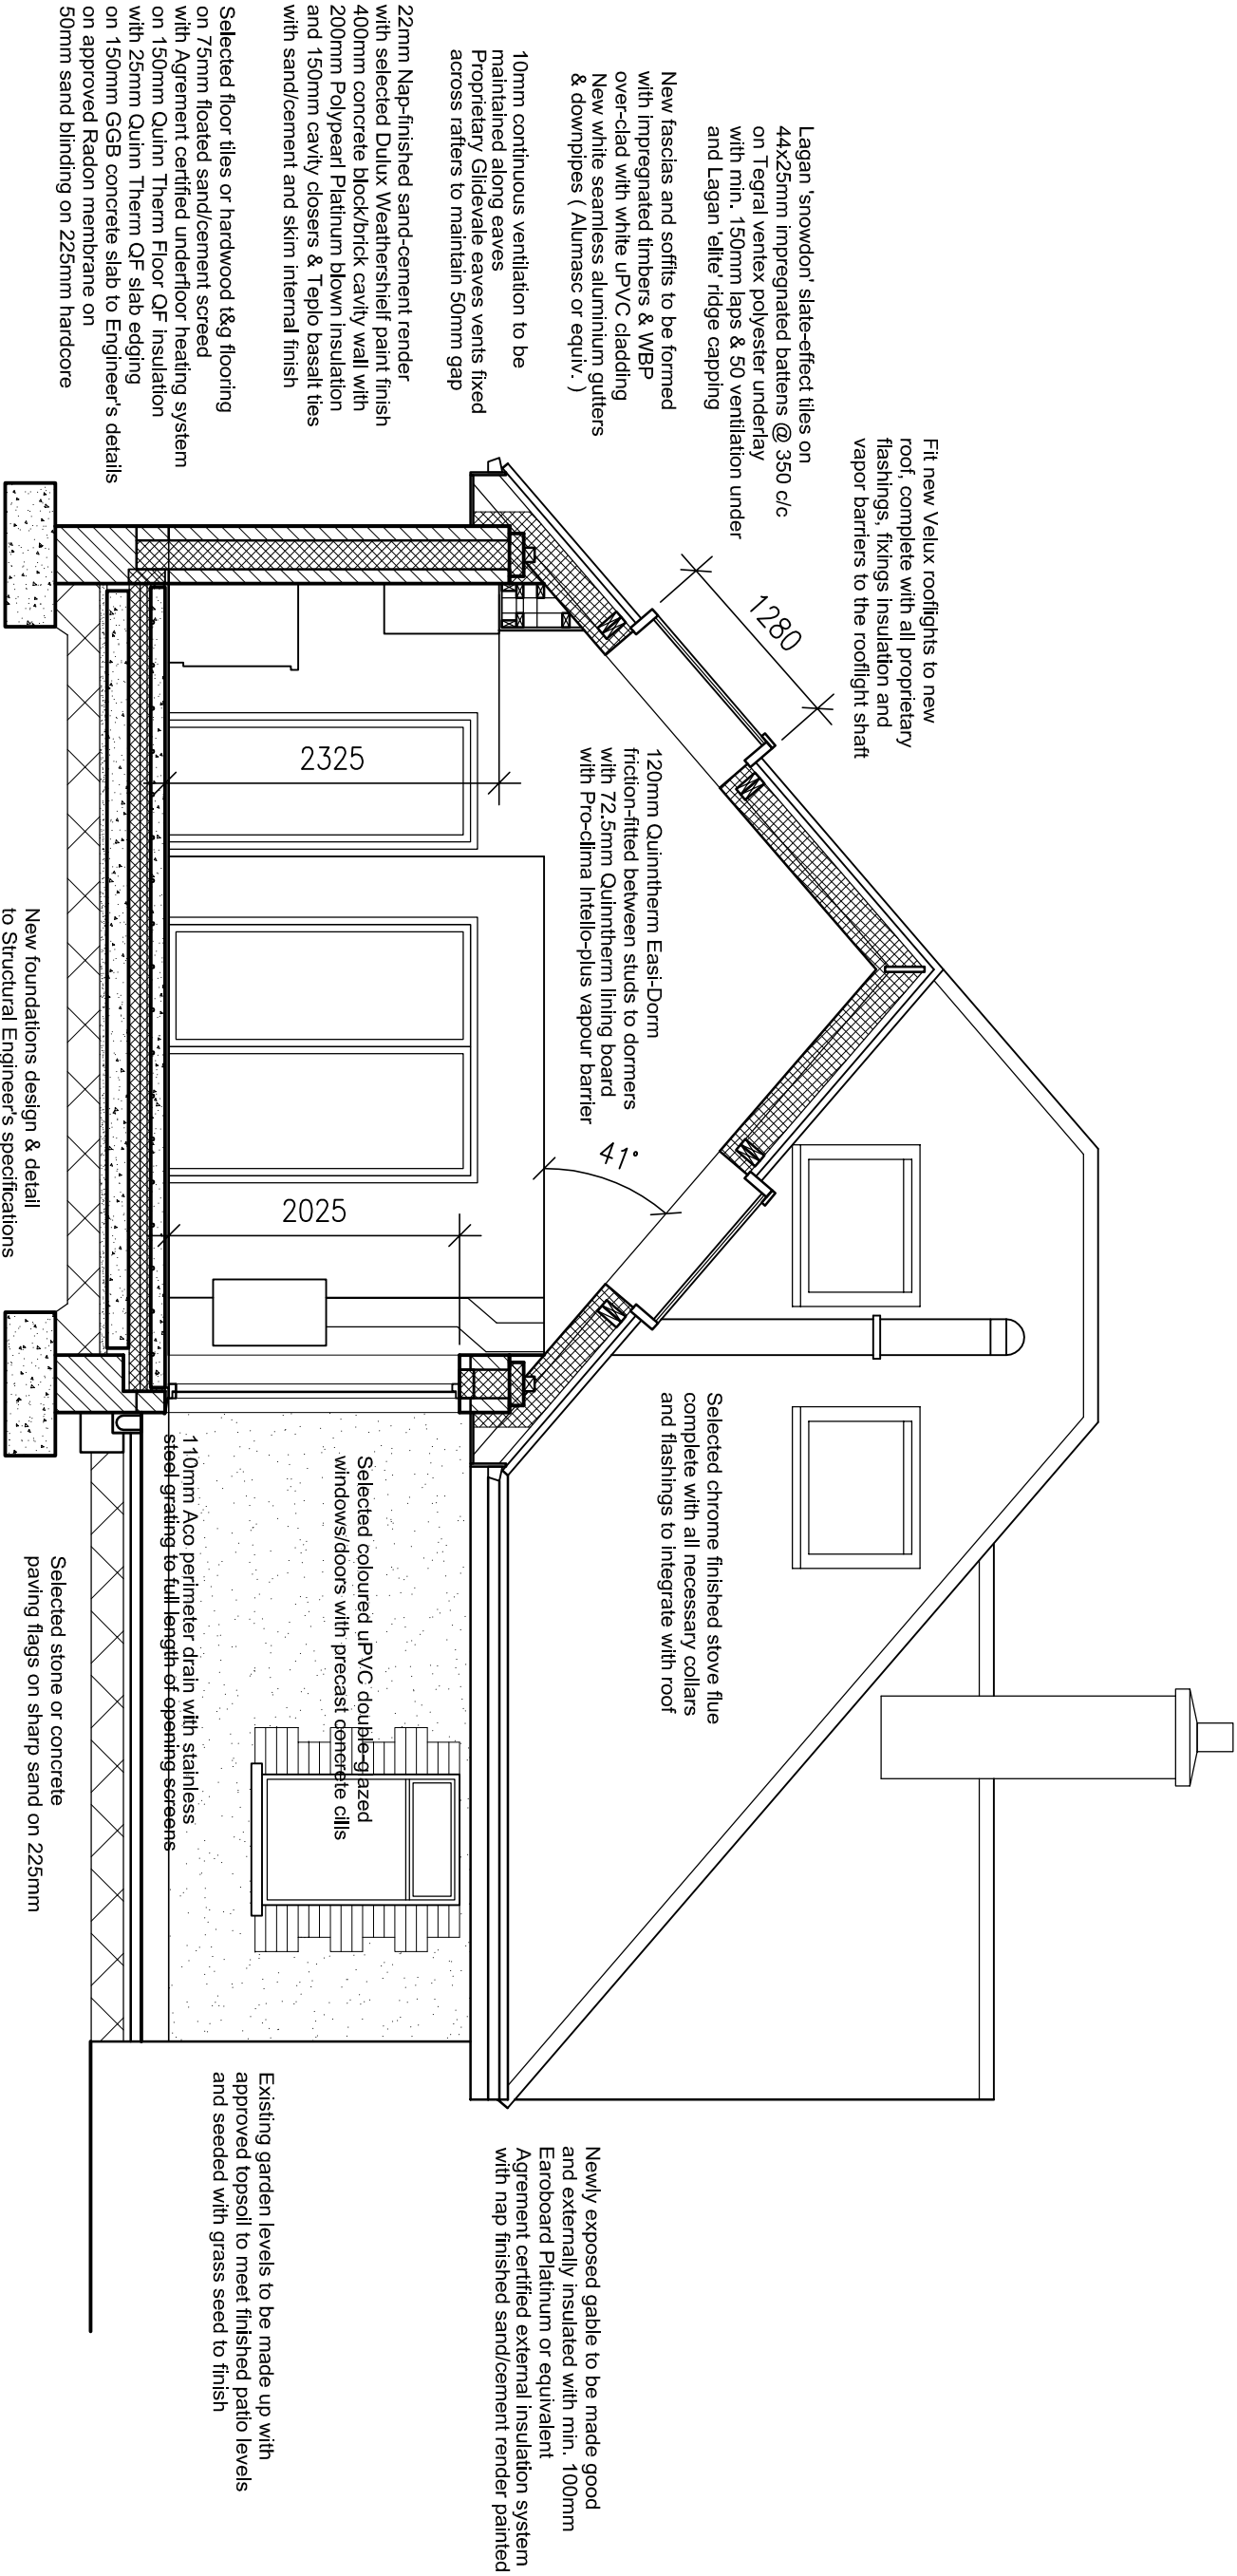 Fit new Velux rooflights to new
roof, complete with all proprietary
flashings, fixings insulation and
vapor barriers to the rooflight shaft
Lagan 'snowdon' slate-effect tiles on
44x25mm impregnated battens @ 350 c/c
on Tegral ventex polyester underlay
with min. 150mm laps & 50 ventilation under
and Lagan 'elite' ridge capping
New fascias and soffits to be formed
with impregnated timbers & WBP
over-clad with white uPVC cladding
New white seamless aluminium gutters
& downpipes ( Alumasc or equiv. )
10mm continuous ventilation to be
maintained along eaves
Proprietary Glidevale eaves vents fixed
across rafters to maintain 50mm gap
22mm Nap-finished sand-cement render
with selected Dulux Weathershielf paint finish
400mm concrete block/brick cavity wall with
200mm Polypearl Platinum blown insulation
and 150mm cavity closers & Teplo basalt ties
with sand/cement and skim internal finish
Selected floor tiles or hardwood t&g flooring
on 75mm floated sand/cement screed
with Agrement certified underfloor heating system
on 150mm Quinn Therm Floor QF insulation
with 25mm Quinn Therm QF slab edging
on 150mm GGB concrete slab to Engineer's details
on approved Radon membrane on
50mm sand blinding on 225mm hardcore
1280
120mm Quinntherm Easi-Dorm
friction-fitted between studs to dormers
with 72.5mm Quinntherm lining board
with Pro-clima Intello-plus vapour barrier
41°
2325
2025
New foundations design & detail
to Structural Engineer's specifications
Selected chrome finished stove flue
complete with all necessary collars
and flashings to integrate with roof
Selected coloured uPVC double-glazed
windows/doors with precast concrete cills
110mm Aco perimeter drain with stainless
steel grating to full length of opening screens
Selected stone or concrete
paving flags on sharp sand on 225mm
Newly exposed gable to be made good
and externally insulated with min. 100mm
Earoboard Platinum or equivalent
Agrement certified external insulation system
with nap finished sand/cement render painted
Existing garden levels to be made up with
approved topsoil to meet finished patio levels
and seeded with grass seed to finish